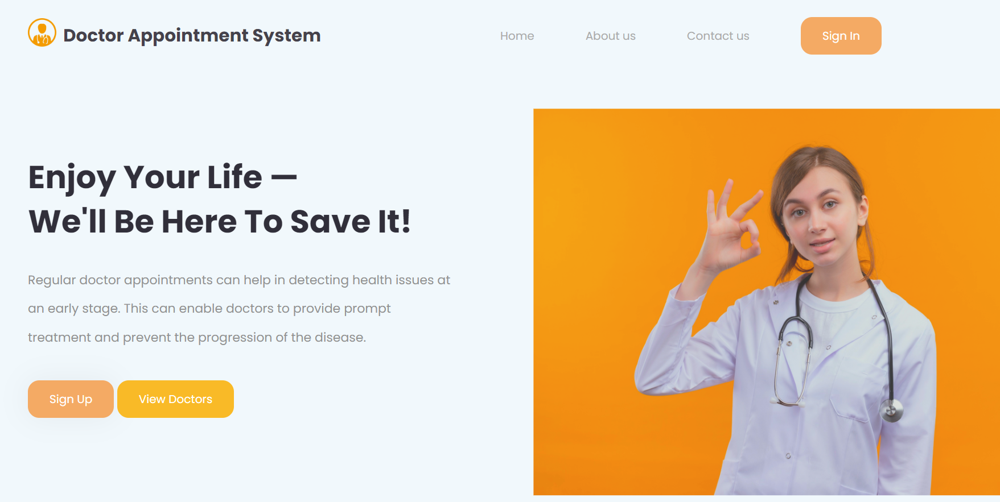 Doctor Appointment System
Home
About us
Contact us
Sign In
Enjoy Your Life —
We'll Be Here To Save It!
Regular doctor appointments can help in detecting health issues at
an early stage. This can enable doctors to provide prompt
treatment and prevent the progression of the disease.
Sign Up
View Doctors